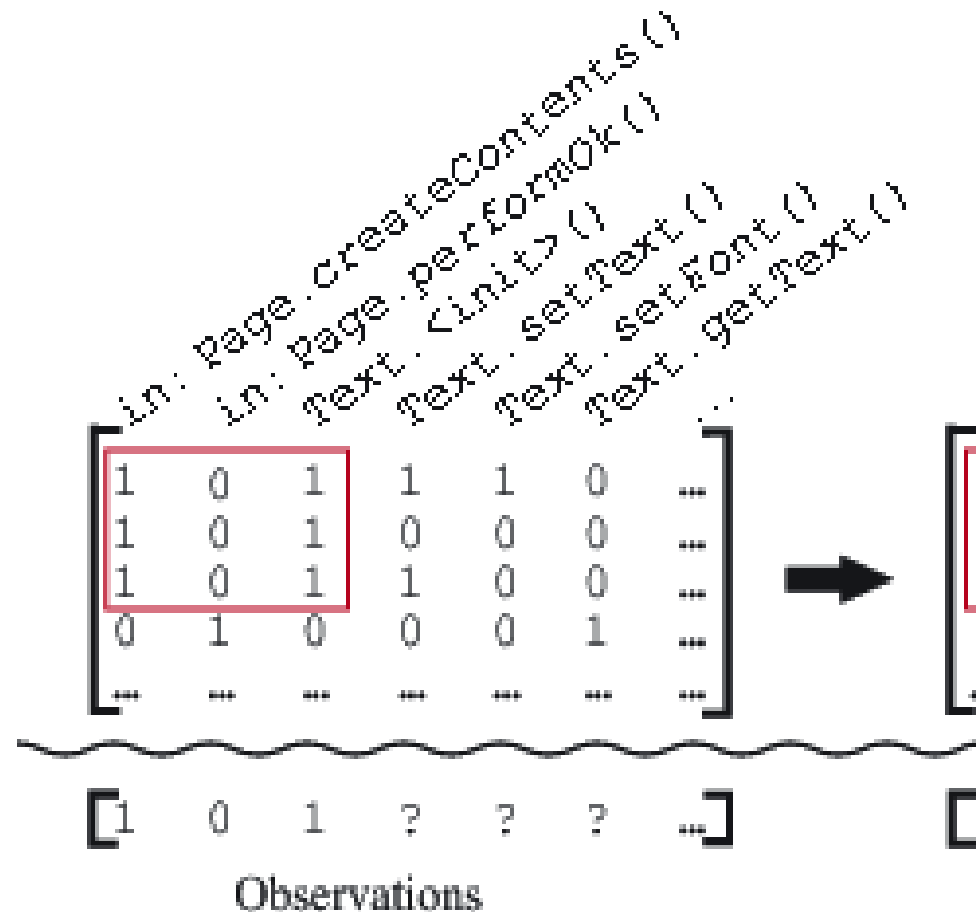 in: Page.createContents()
in: Page.performOk()
Text.<init>()
Text.setText()
Text.setFont()
Text.getText()
...
1 0 1 1 1 0 ...
1 0 1 0 0 0 ...
1 0 1 1 0 0 ...
0 1 0 0 0 1 ...
... ... ... ... ... ... ...
1 0 1 ? ? ? ...
Observations